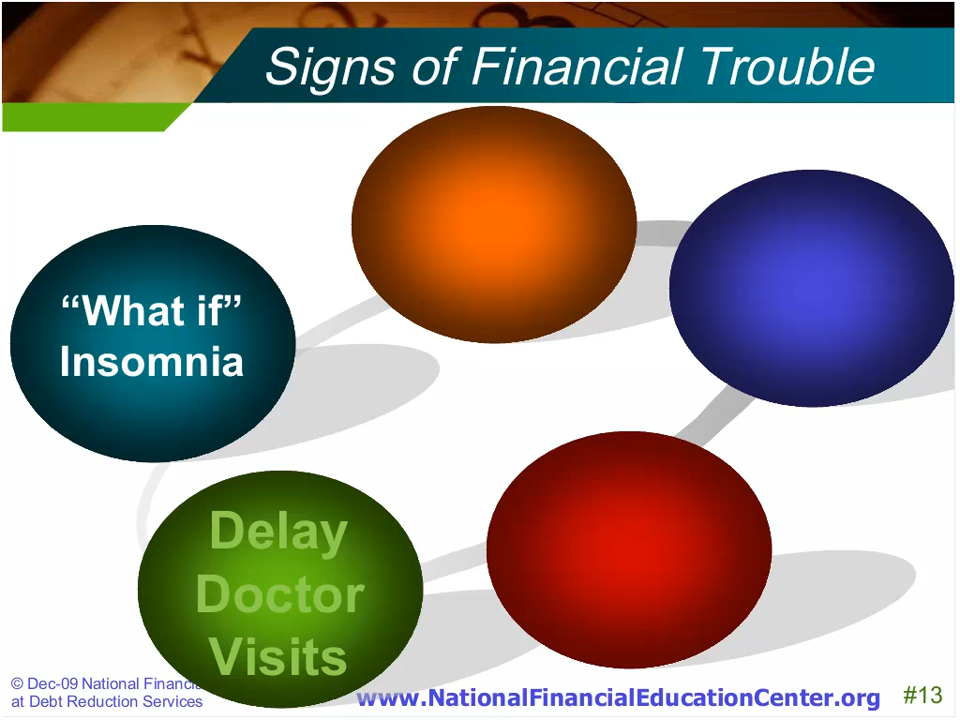 Signs of Financial Trouble
“What if”
Insomnia
Delay
Doctor
Visits
© Dec-09 National
at Debt Reduction Services
www.NationalFinancialEducationCenter.org
#13